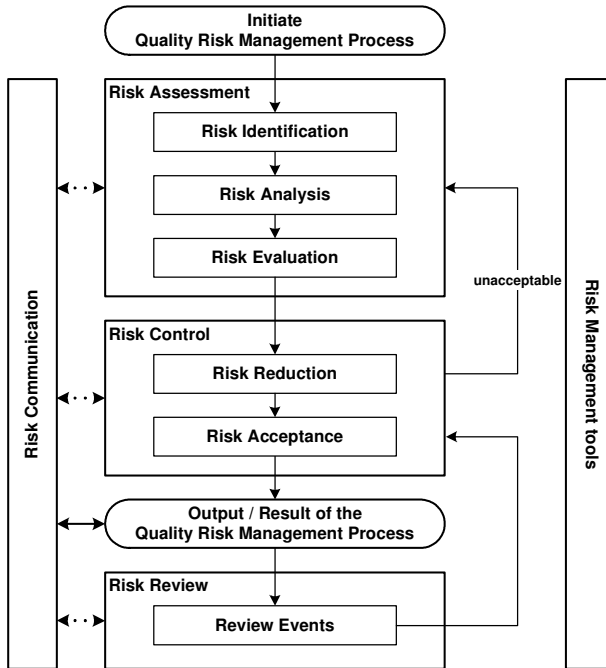 Initiate
Quality Risk Management Process
Risk Assessment
Risk Identification
Risk Analysis
Risk Evaluation
unacceptable
Risk Control
Risk Reduction
Risk Acceptance
Output / Result of the
Quality Risk Management Process
Risk Review
Review Events
Risk Communication
Risk Management tools